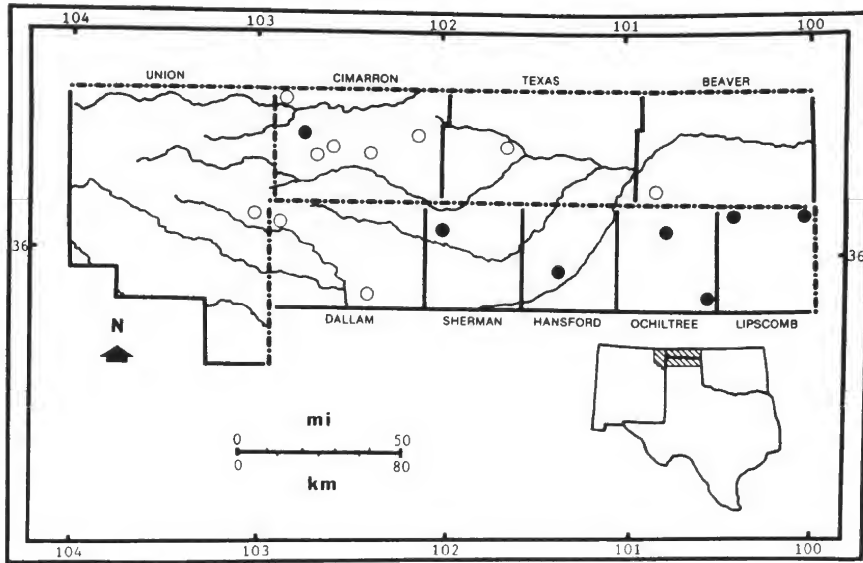 104 103 102 101 100
UNION CIMARRON TEXAS BEAVER
36 36
DALLAM SHERMAN HANSFORD OCHILTREE LIPSCOMB
N
mi
0 50
0 80
km
104 103 102 101 100